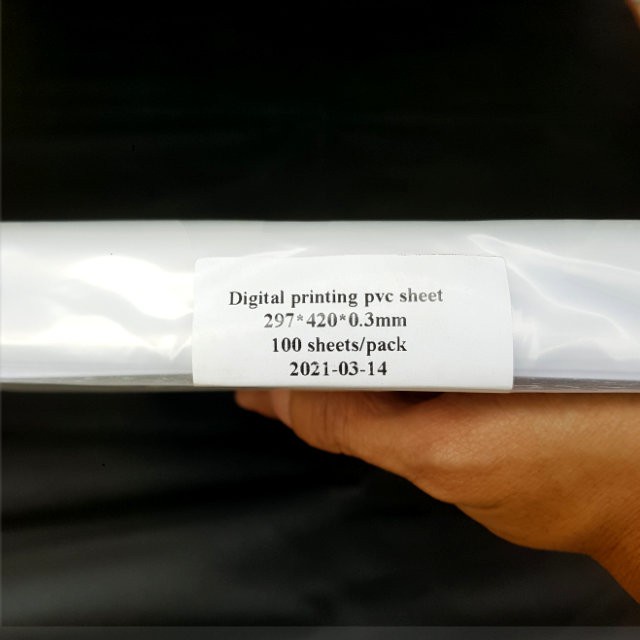 Digital printing pvc sheet
297*420*0.3mm
100 sheets/pack
2021-03-14